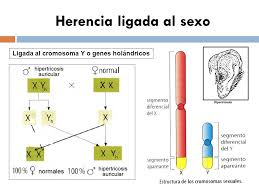 Herencia ligada al sexo
Ligada al cromosoma Y o genes holándricos
♂ hipertricosis auricular
♀ normal
X Yh
X X
X
Yh
X
X X
X Yh
100% ♀ normales
100% ♂ hipertricosis auricular
Hipertricosis
segmento diferencial del X
segmento diferencial del Y
segmento apareante
segmento apareante
X
Y
Estructura de los cromosomas sexuales.